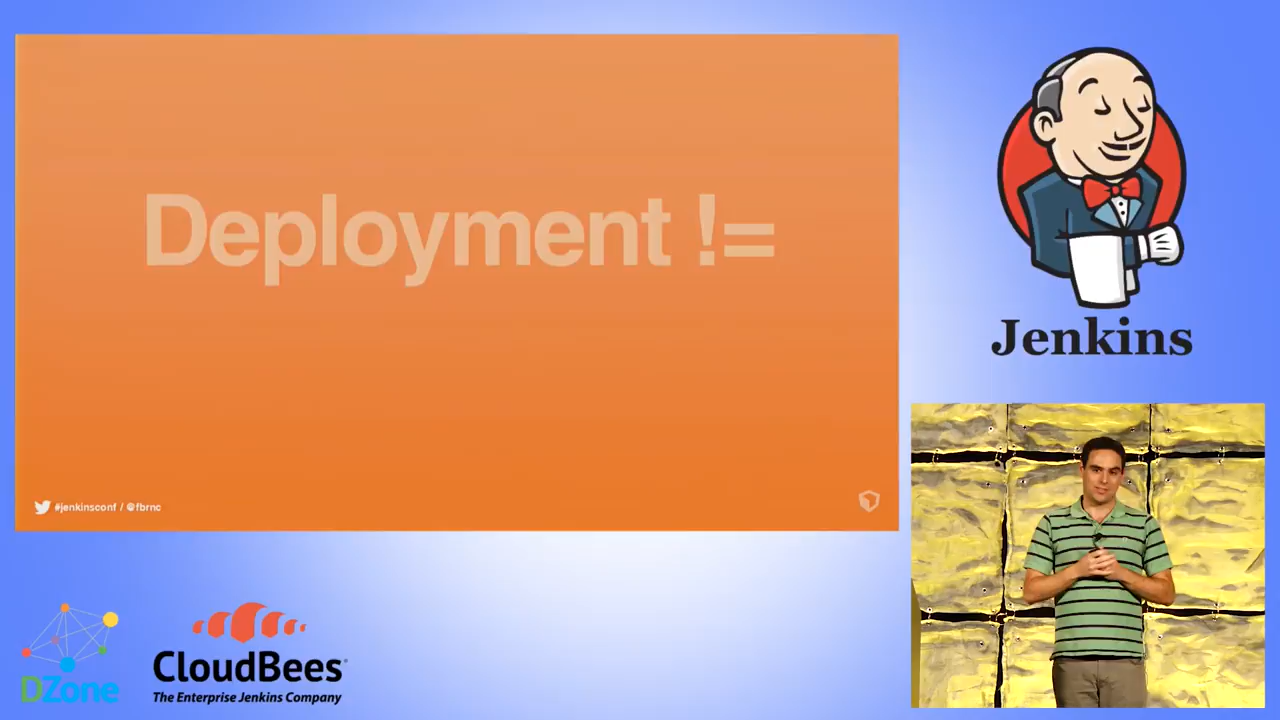 Deployment !=
#jenkinsconf / @fbrnc
Jenkins
DZone
CloudBees
The Enterprise Jenkins Company